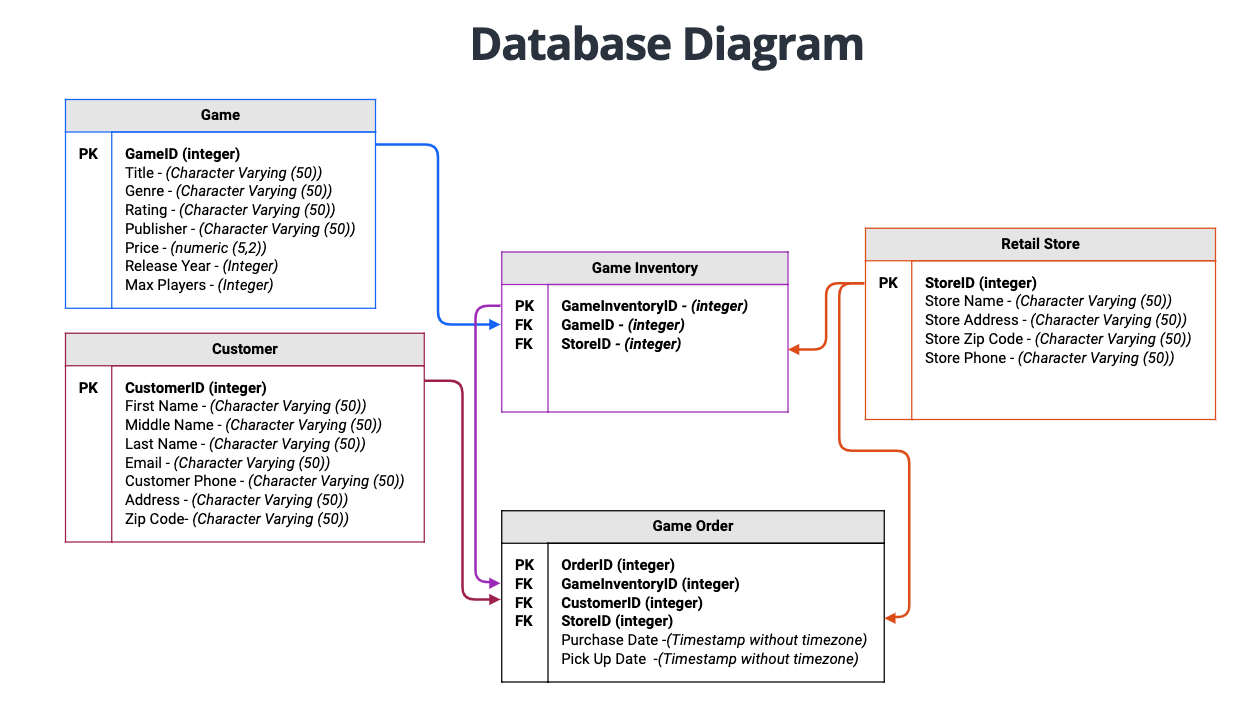 Database Diagram
Game
PK GameID (integer)
Title - (Character Varying (50))
Genre - (Character Varying (50))
Rating - (Character Varying (50))
Publisher - (Character Varying (50))
Price - (numeric (5,2))
Release Year - (Integer)
Max Players - (Integer)
Customer
PK CustomerID (integer)
First Name - (Character Varying (50))
Middle Name - (Character Varying (50))
Last Name - (Character Varying (50))
Email - (Character Varying (50))
Customer Phone - (Character Varying (50))
Address - (Character Varying (50))
Zip Code- (Character Varying (50))
Game Inventory
PK GameInventoryID - (integer)
FK GameID - (integer)
FK StoreID - (integer)
Retail Store
PK StoreID (integer)
Store Name - (Character Varying (50))
Store Address - (Character Varying (50))
Store Zip Code - (Character Varying (50))
Store Phone - (Character Varying (50))
Game Order
PK OrderID (integer)
FK GameInventoryID (integer)
FK CustomerID (integer)
FK StoreID (integer)
Purchase Date -(Timestamp without timezone)
Pick Up Date -(Timestamp without timezone)